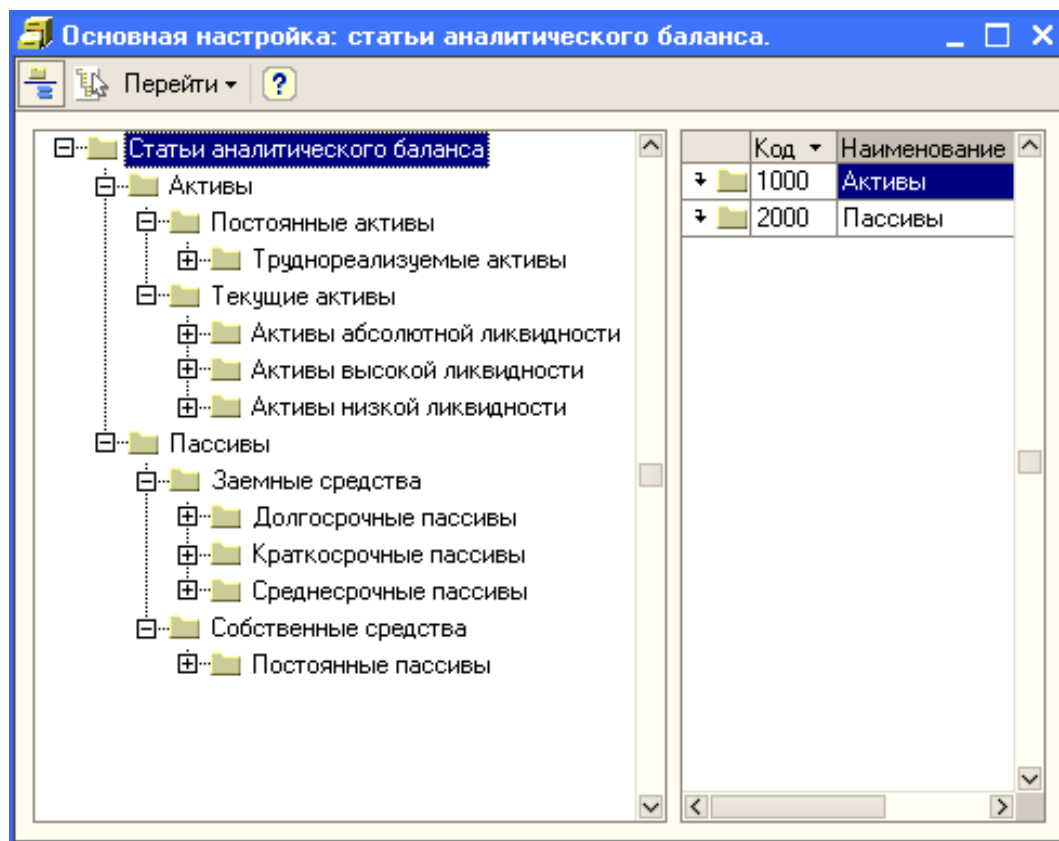 Основная настройка: статьи аналитического баланса.
Перейти ?
Статьи аналитического баланса
Активы
Постоянные активы
Труднореализуемые активы
Текущие активы
Активы абсолютной ликвидности
Активы высокой ликвидности
Активы низкой ликвидности
Пассивы
Заемные средства
Долгосрочные пассивы
Краткосрочные пассивы
Среднесрочные пассивы
Собственные средства
Постоянные пассивы
Код Наименование
1000 Активы
2000 Пассивы